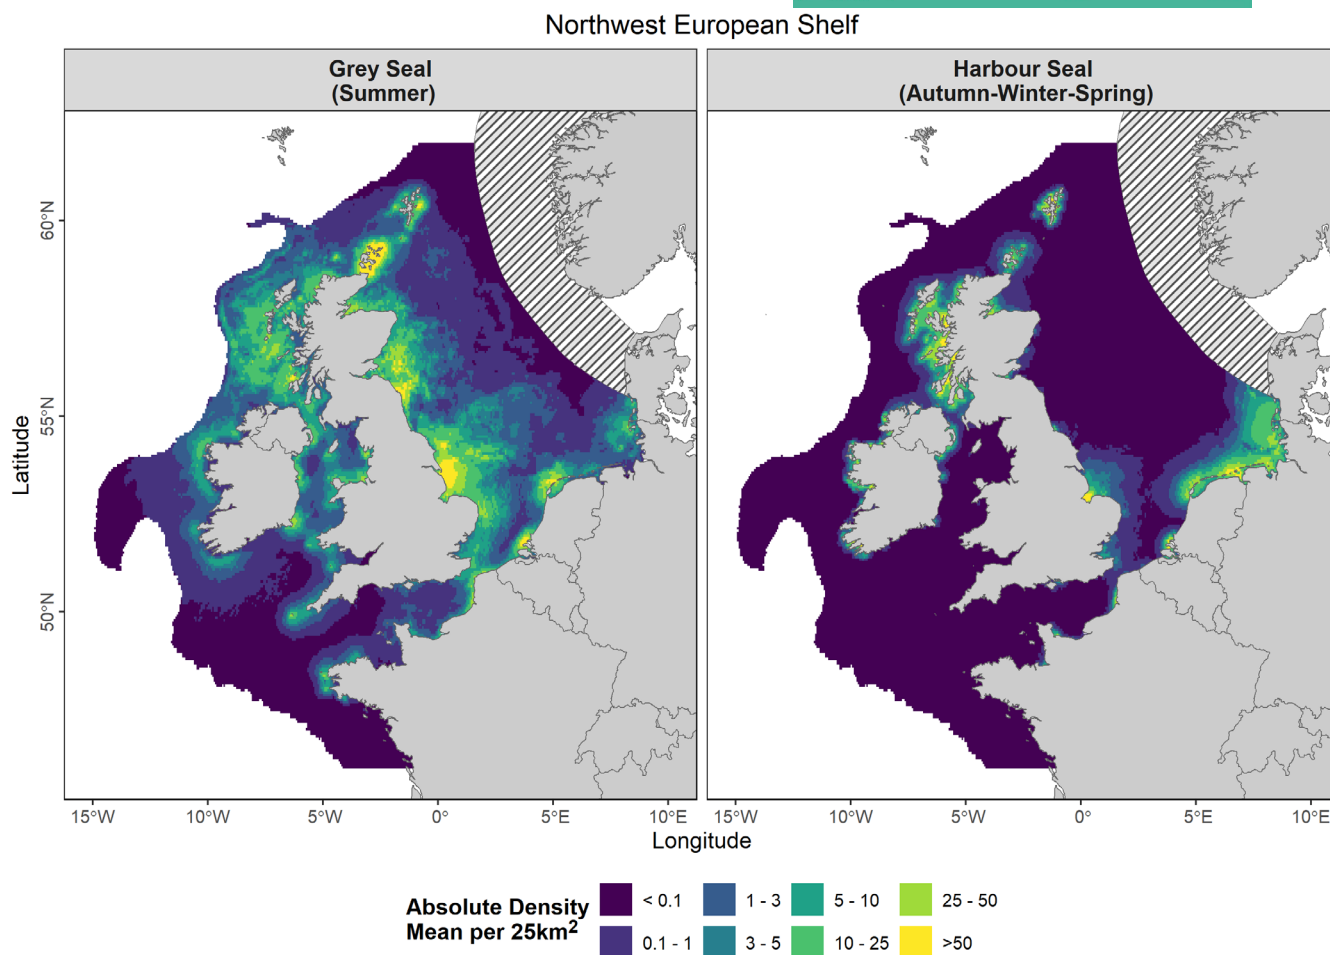 Northwest European Shelf
Grey Seal
(Summer)
Harbour Seal
(Autumn-Winter-Spring)
Latitude
60°N
55°N
50°N
15°W 10°W 5°W 0° 5°E 10°E
15°W 10°W 5°W 0° 5°E 10°E
Longitude
Absolute Density
Mean per 25km²
< 0.1
0.1 - 1
1 - 3
3 - 5
5 - 10
10 - 25
25 - 50
>50